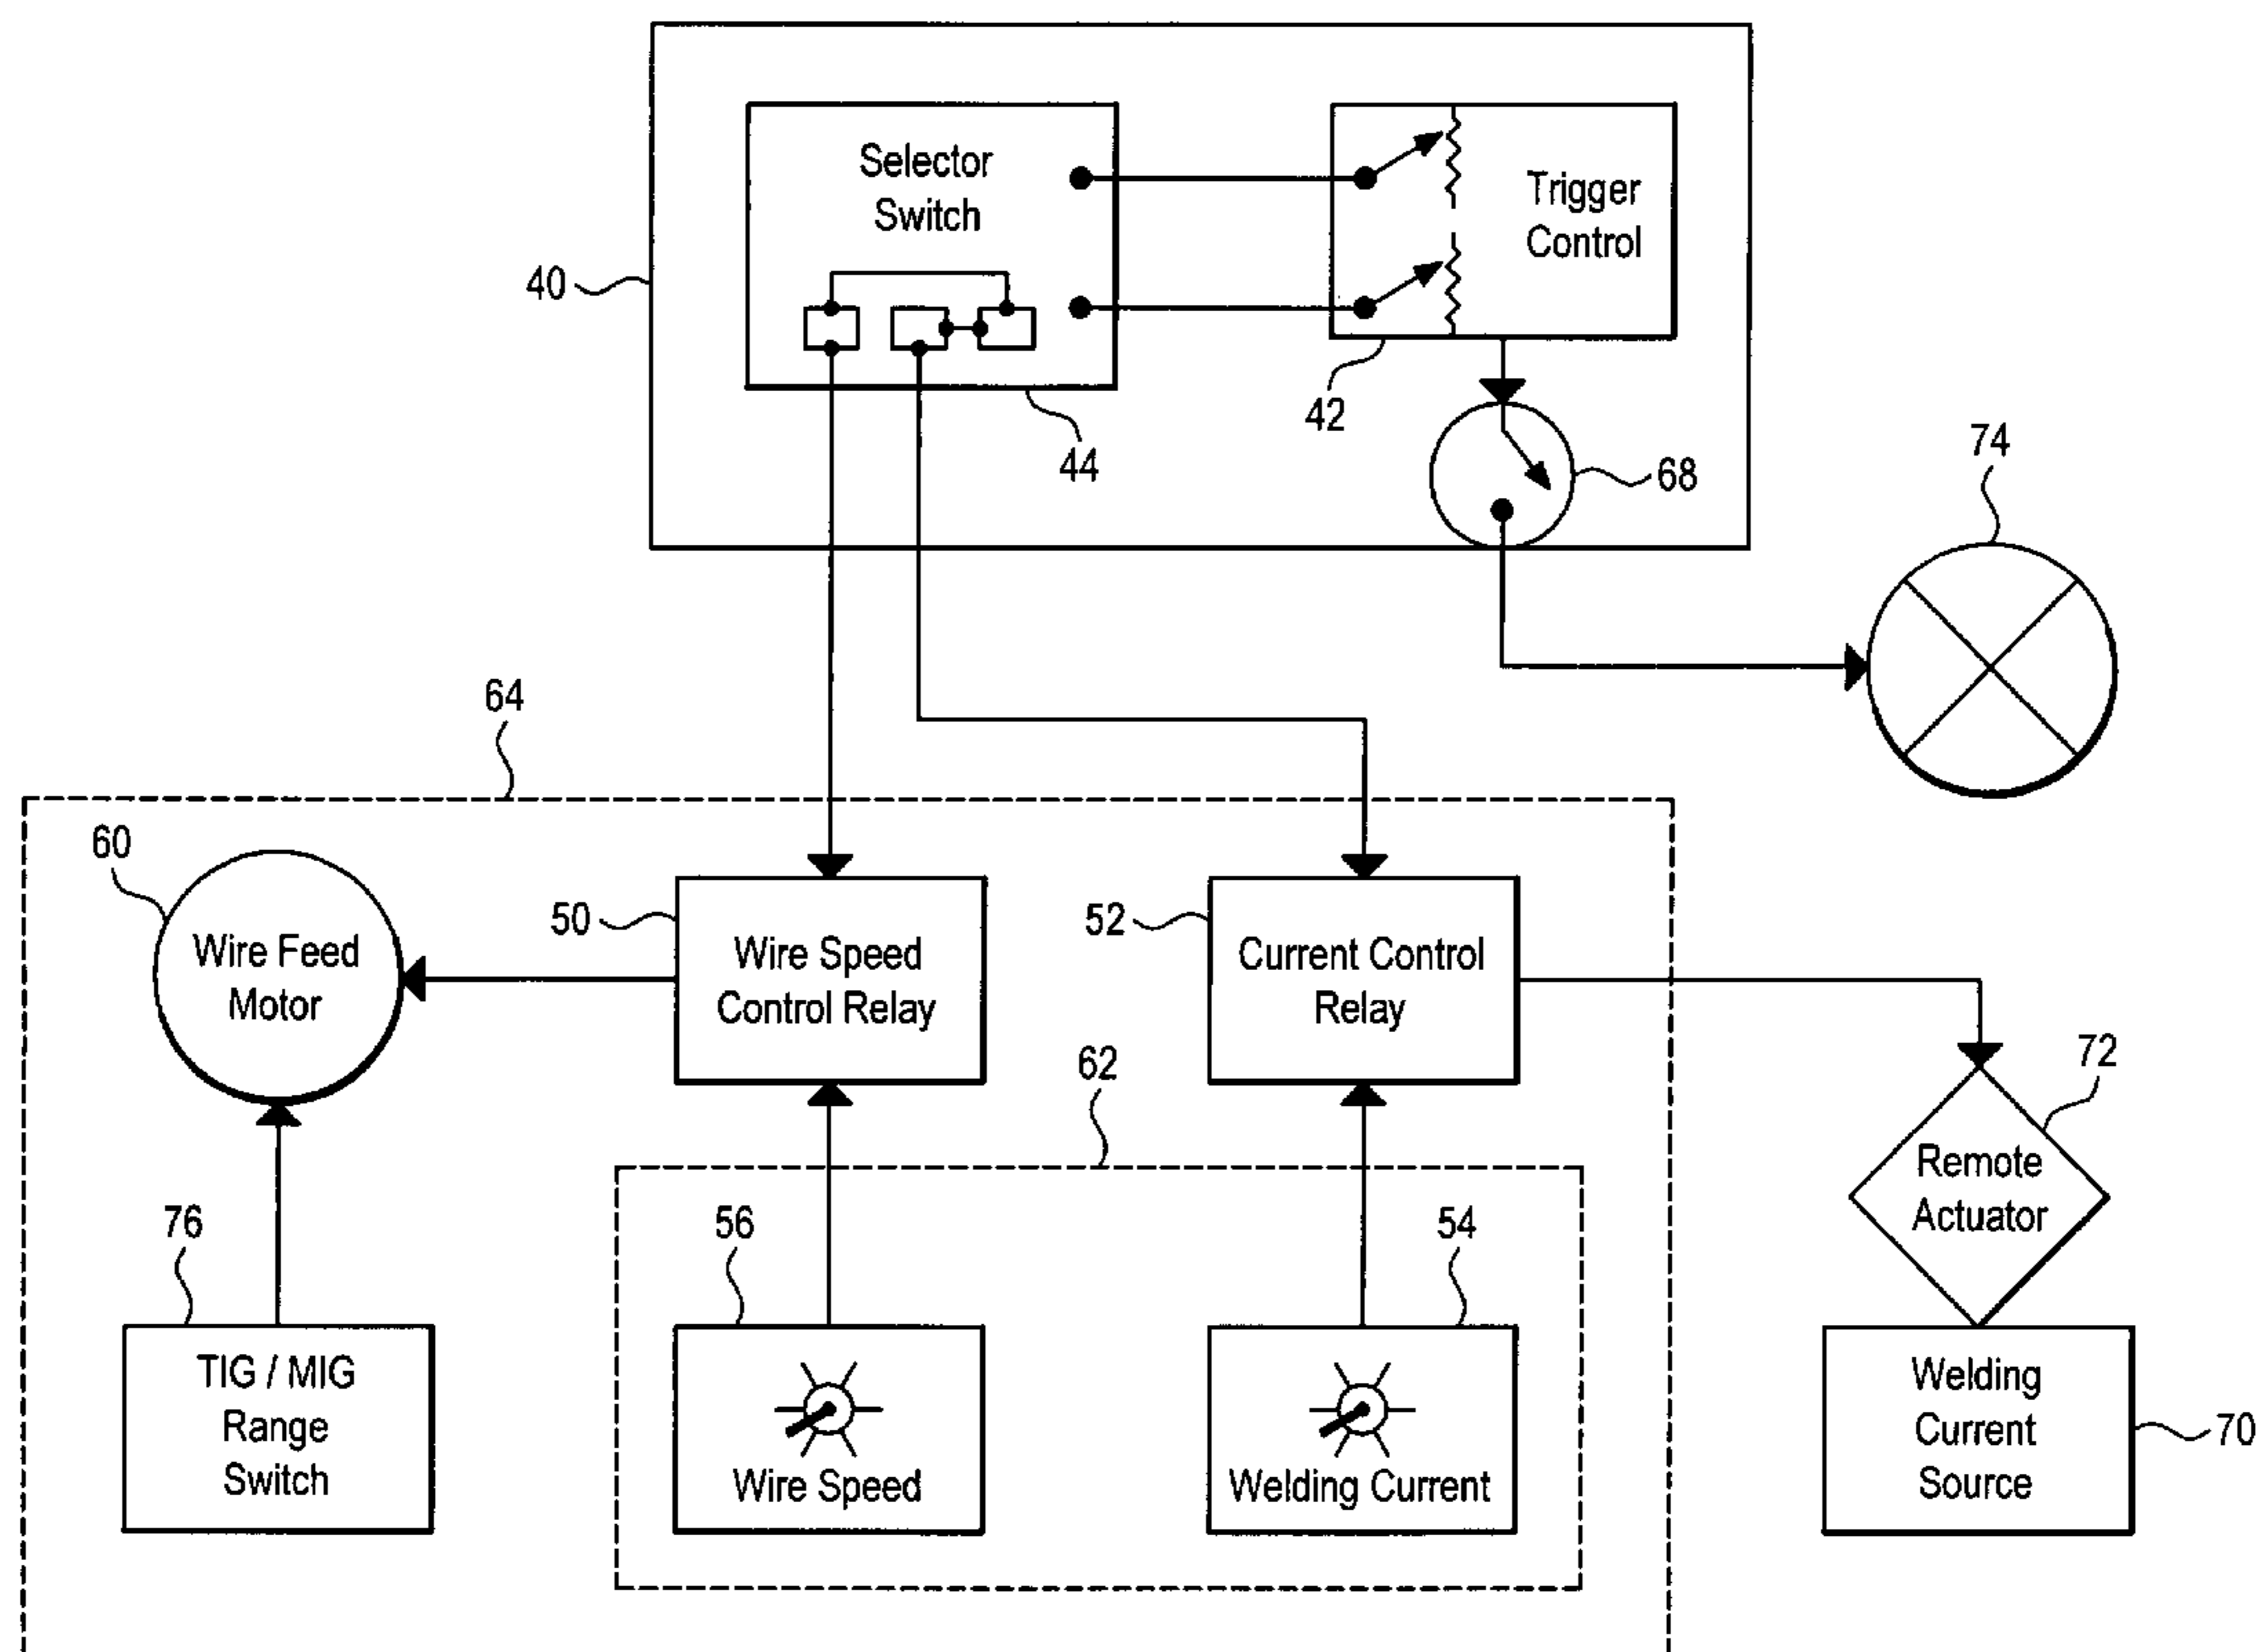 Selector
Switch
Trigger
Control
40
42
44
68
74
64
60
Wire Feed
Motor
50
Wire Speed
Control Relay
52
Current Control
Relay
62
72
Remote
Actuator
76
TIG / MIG
Range
Switch
56
Wire Speed
54
Welding Current
Welding
Current
Source
70